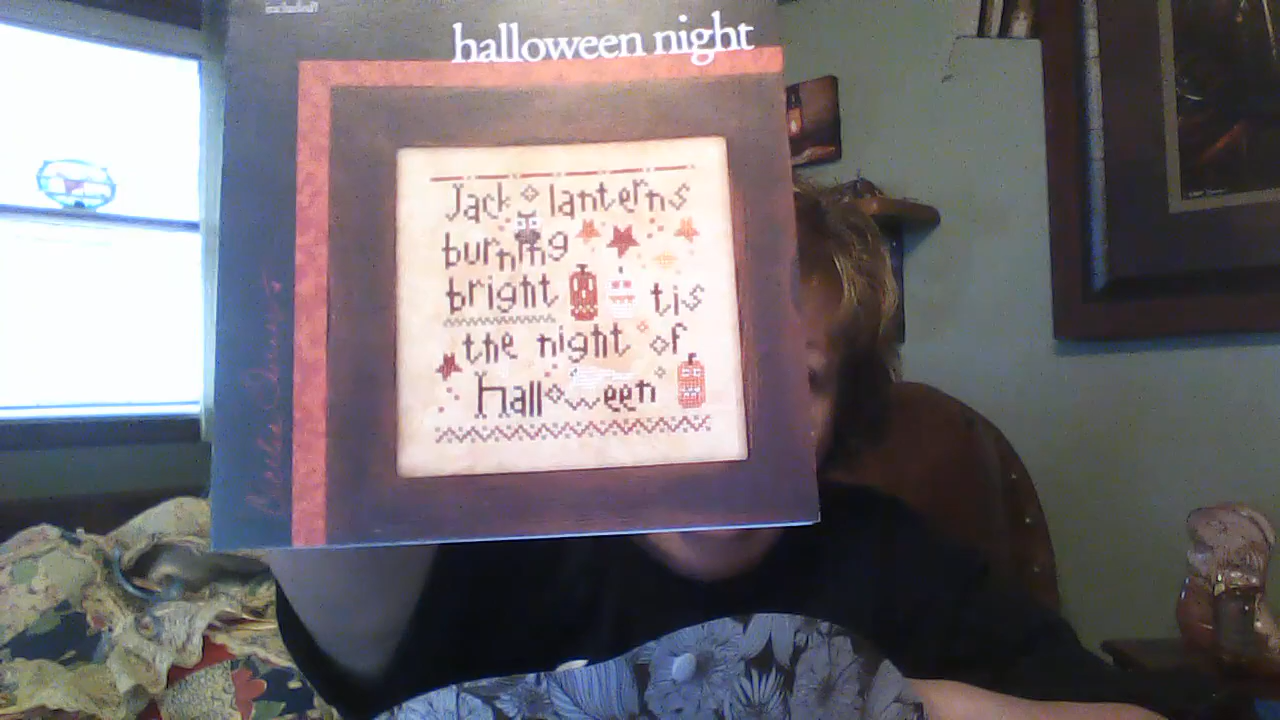 halloween night
Jack lanterns
burning
bright tis
the night of
halloween